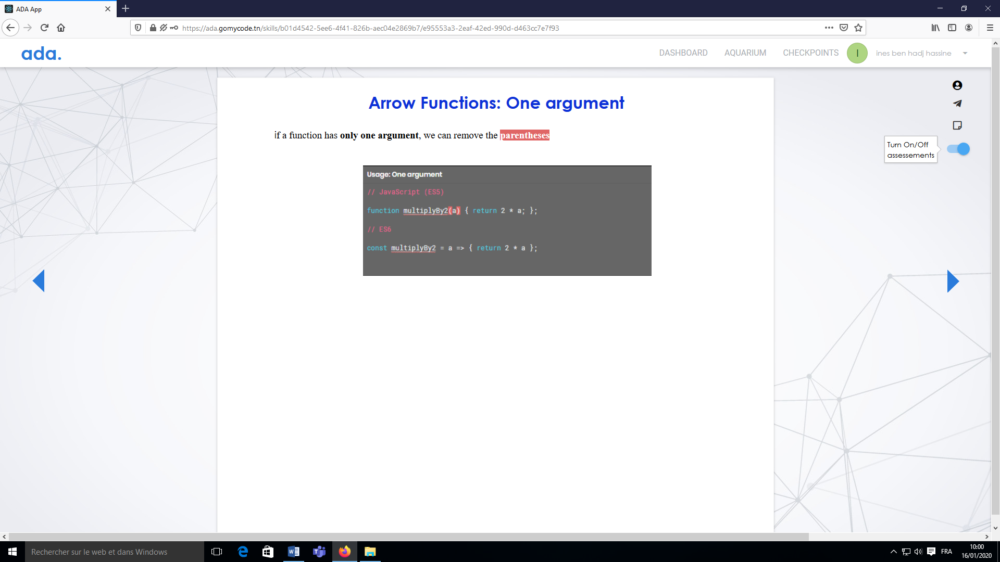 ADA App
https://ada.gomycode.tn/skills/b01d4542-5ee6-4f41-826b-aec04e2869b7/e95553a3-2eaf-42ed-990d-d463cc7e7f93
ada.
DASHBOARD AQUARIUM CHECKPOINTS I ines ben hadj hassine
Arrow Functions: One argument
if a function has only one argument, we can remove the parentheses
Turn On/Off
assessements
Usage: One argument
// JavaScript (ES5)
function multiplyBy2(a) { return 2 * a; };
// ES6
const multiplyBy2 = a => { return 2 * a };
Rechercher sur le web et dans Windows
FRA
10:00
16/01/2020